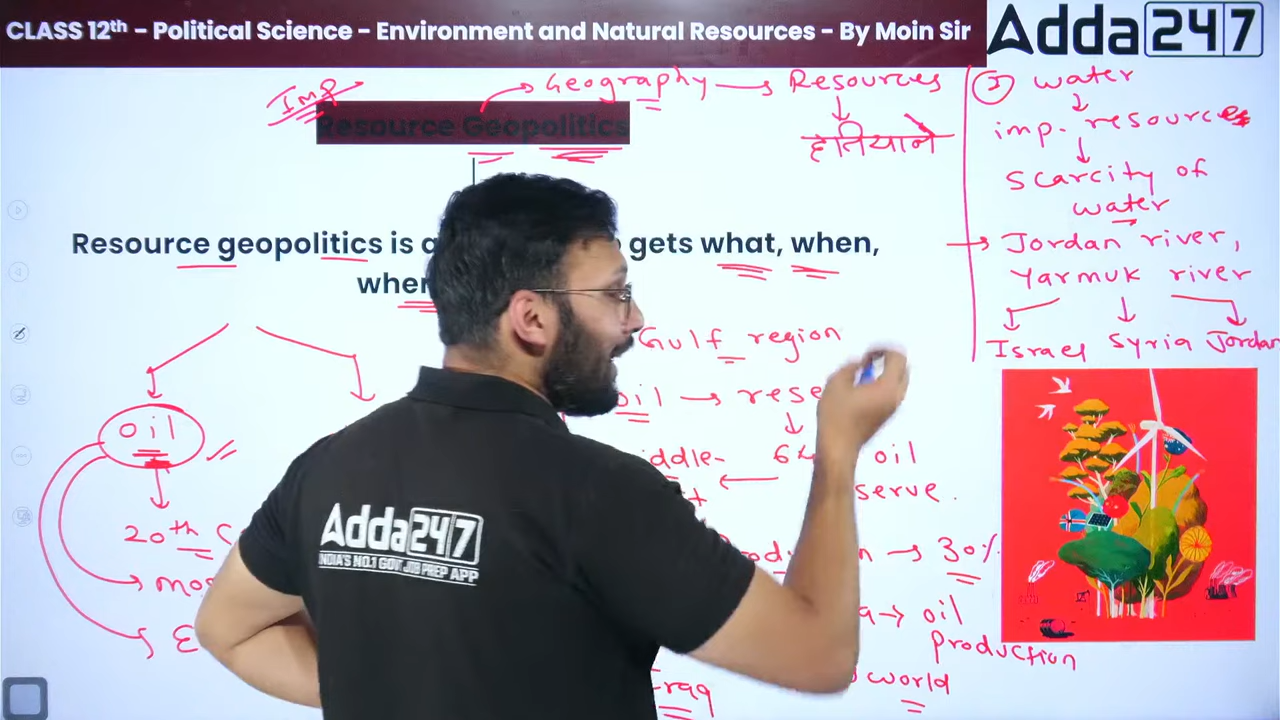 CLASS 12th – Political Science – Environment and Natural Resources – By Moin Sir
Adda247
Imp
Geography → Resources
Resource Geopolitics
हतियाने
Resource geopolitics is a gets what, when,
wher
oil
20th C
Gulf region
oil → rese
64 oil
serve.
→ 30%
→ oil
production
raq
world
① water
imp. resources
Scarcity of
water
→ Jordan river,
Yarmuk river
Israel Syria Jordan
Adda247
INDIA'S NO.1 GOVT JOB PREP APP